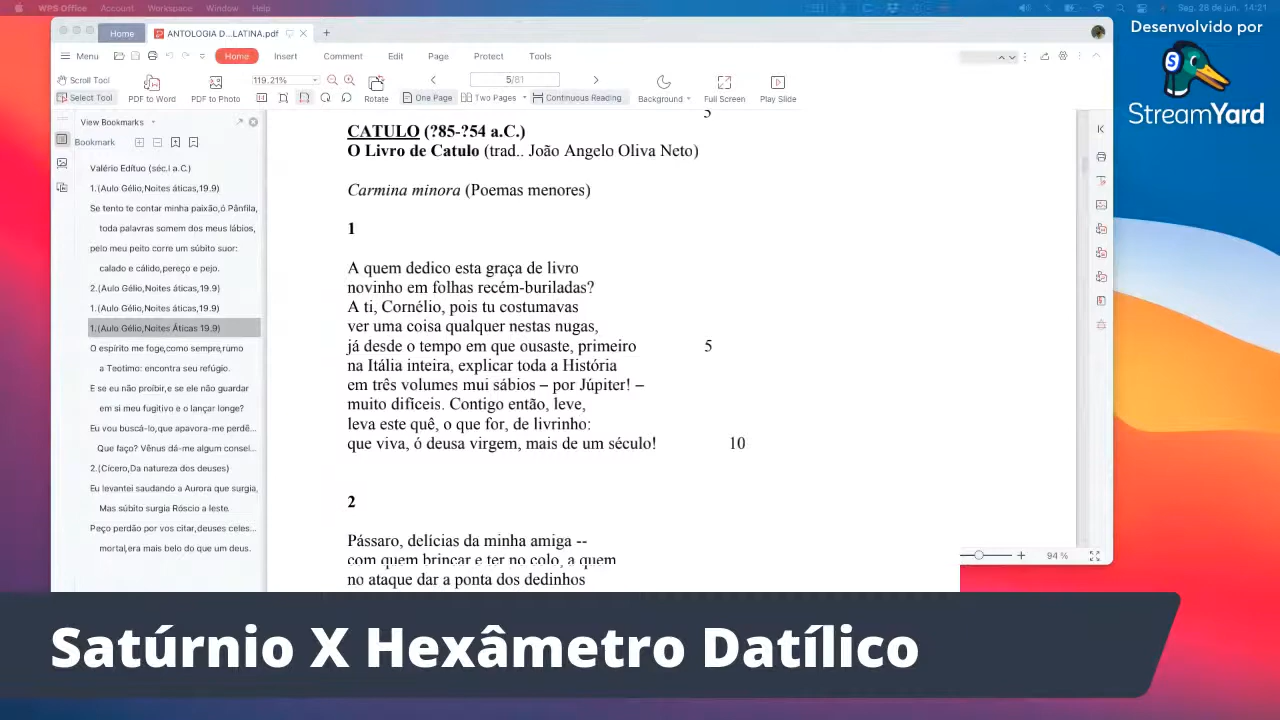 WPS Office Account Workspace Window Help
Seg. 28 de jun. 14:21
Desenvolvido por
StreamYard
Home
ANTOLOGIA D...LATINA.pdf
Menu
Home Insert Comment Edit Page Protect Tools
Scroll Tool
119.21%
5/81
Select Tool
PDF to Word
PDF to Photo
Rotate
One Page
Two Pages
Continuous Reading
Background
Full Screen
Play Slide
View Bookmarks
Bookmark
Valério Edítuo (séc.I a.C.)
1.(Aulo Gélio,Noites áticas,19.9)
Se tento te contar minha paixão,ó Pânfila,
toda palavras somem dos meus lábios,
pelo meu peito corre um súbito suor:
calado e cálido,pereço e pejo.
2.(Aulo Gélio,Noites áticas,19.9)
1.(Aulo Gélio,Noites áticas,19.9)
1.(Aulo Gélio,Noites Áticas 19.9)
O espírito me foge,como sempre,rumo
a Teotimo: encontra seu refúgio.
E se eu não proibir,e se ele não guardar
em si meu fugitivo e o lançar longe?
Eu vou buscá-lo,que apavora-me perdê...
Que faço? Vênus dá-me algum consel...
2.(Cícero,Da natureza dos deuses)
Eu levantei saudando a Aurora que surgia,
Mas súbito surgia Róscio a leste.
Peço perdão por vos citar,deuses celes...
mortal,era mais belo do que um deus.
5
CATULO (?85-?54 a.C.)
O Livro de Catulo (trad.. João Angelo Oliva Neto)
Carmina minora (Poemas menores)
1
A quem dedico esta graça de livro
novinho em folhas recém-buriladas?
A ti, Cornélio, pois tu costumavas
ver uma coisa qualquer nestas nugas,
já desde o tempo em que ousaste, primeiro 5
na Itália inteira, explicar toda a História
em três volumes mui sábios – por Júpiter! –
muito difíceis. Contigo então, leve,
leva este quê, o que for, de livrinho:
que viva, ó deusa virgem, mais de um século! 10
2
Pássaro, delícias da minha amiga --
com quem brincar e ter no colo, a quem
no ataque dar a ponta dos dedinhos
94 %
Satúrnio X Hexâmetro Datílico